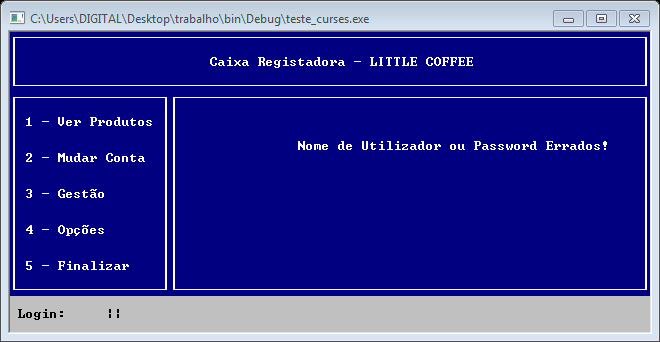 C:\Users\DIGITAL\Desktop\trabalho\bin\Debug\teste_curses.exe
Caixa Registadora - LITTLE COFFEE
1 - Ver Produtos
Nome de Utilizador ou Password Errados!
2 - Mudar Conta
3 - Gestão
4 - Opções
5 - Finalizar
Login: ||